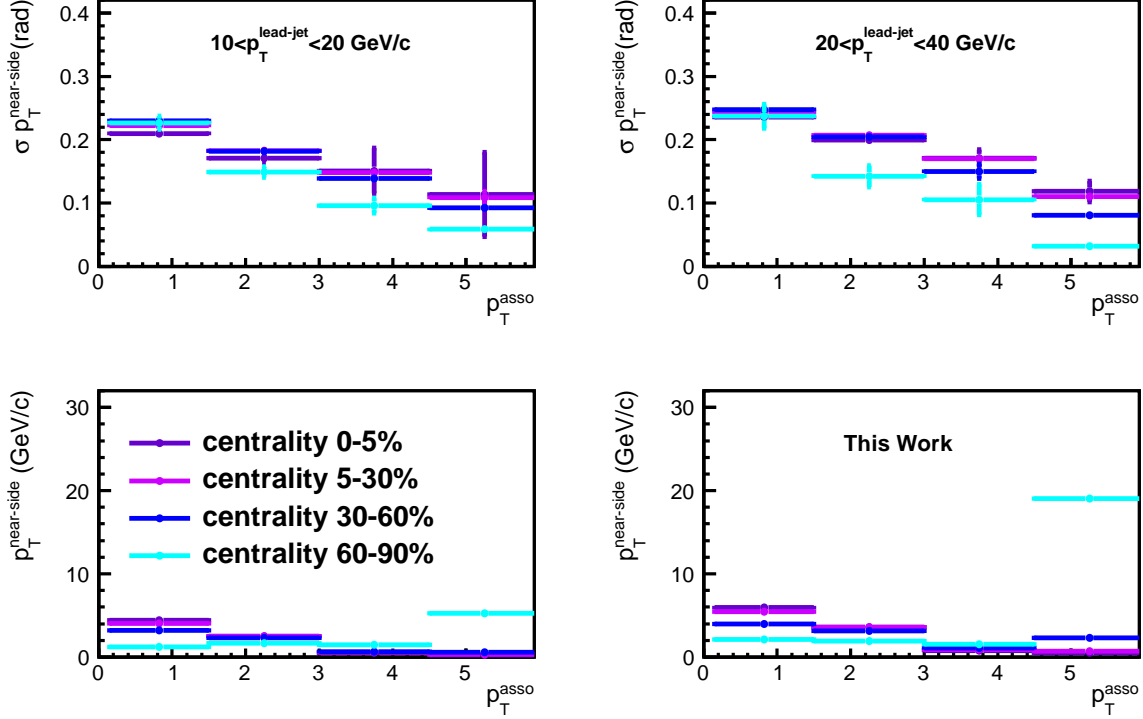 σ p_T^near-side (rad)
10<p_T^lead-jet<20 GeV/c
0.4
0.3
0.2
0.1
0
0 1 2 3 4 5
p_T^asso
σ p_T^near-side (rad)
20<p_T^lead-jet<40 GeV/c
0.4
0.3
0.2
0.1
0
0 1 2 3 4 5
p_T^asso
p_T^near-side (GeV/c)
30
20
10
0
centrality 0-5%
centrality 5-30%
centrality 30-60%
centrality 60-90%
0 1 2 3 4 5
p_T^asso
p_T^near-side (GeV/c)
This Work
30
20
10
0
0 1 2 3 4 5
p_T^asso